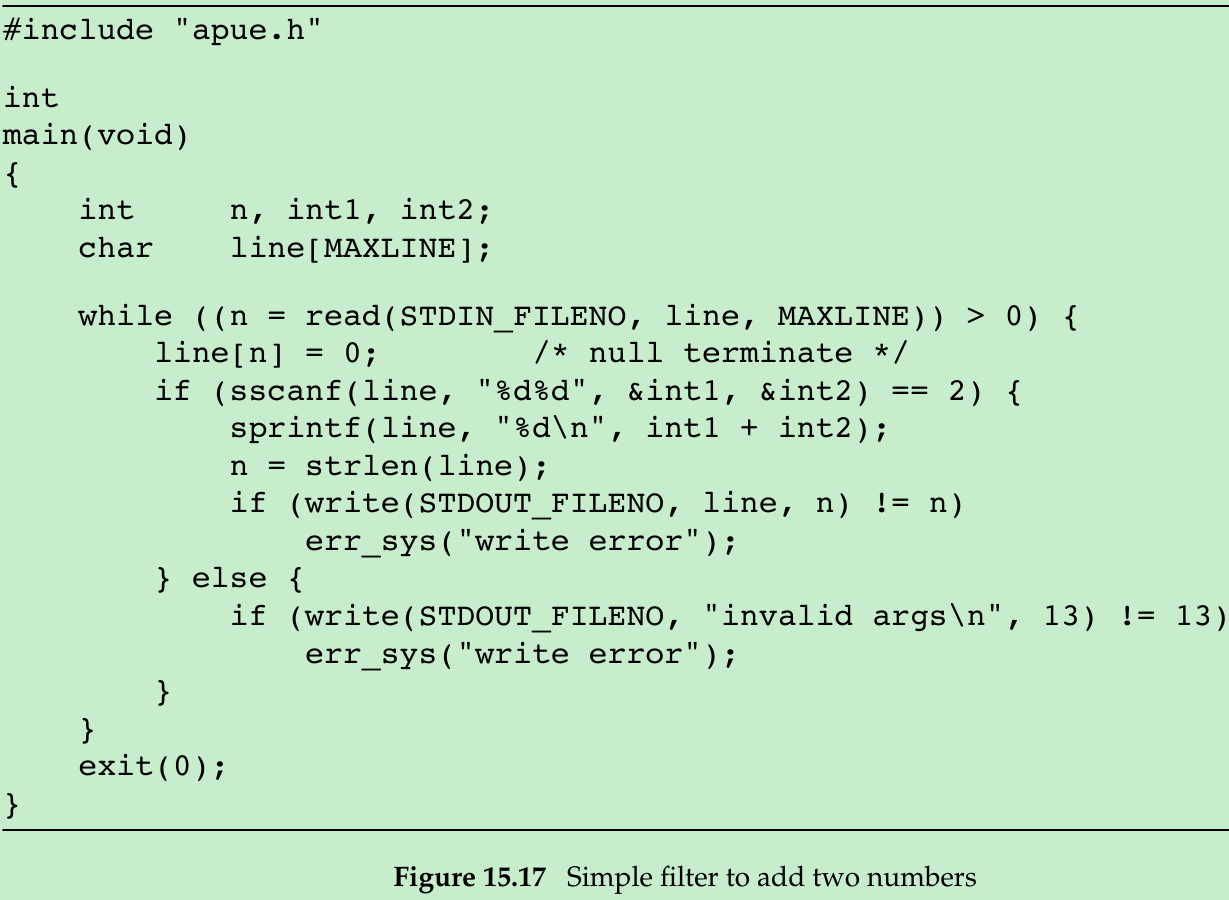 #include "apue.h"

int
main(void)
{
    int     n, int1, int2;
    char    line[MAXLINE];

    while ((n = read(STDIN_FILENO, line, MAXLINE)) > 0) {
        line[n] = 0;        /* null terminate */
        if (sscanf(line, "%d%d", &int1, &int2) == 2) {
            sprintf(line, "%d\n", int1 + int2);
            n = strlen(line);
            if (write(STDOUT_FILENO, line, n) != n)
                err_sys("write error");
        } else {
            if (write(STDOUT_FILENO, "invalid args\n", 13) != 13)
                err_sys("write error");
        }
    }
    exit(0);
}
Figure 15.17   Simple filter to add two numbers